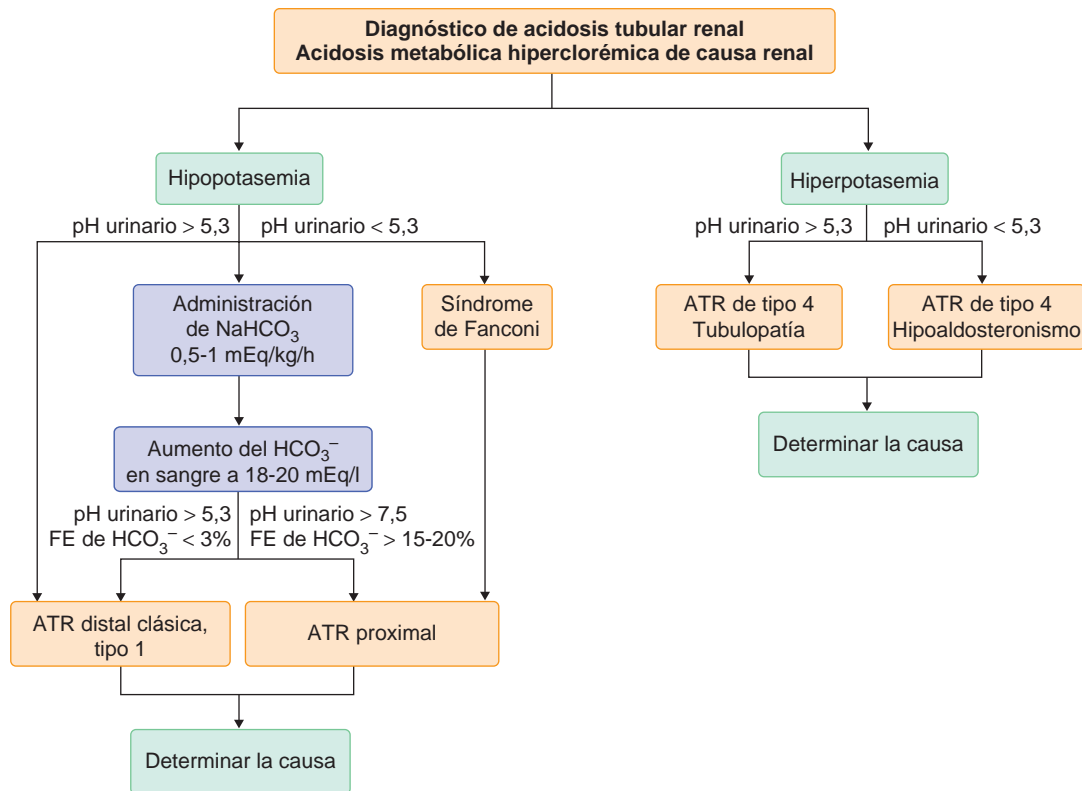 Diagnóstico de acidosis tubular renal
Acidosis metabólica hiperclorémica de causa renal
Hipopotasemia
Hiperpotasemia
pH urinario > 5,3
pH urinario < 5,3
pH urinario > 5,3
pH urinario < 5,3
Administración
de NaHCO₃
0,5-1 mEq/kg/h
Síndrome
de Fanconi
ATR de tipo 4
Tubulopatía
ATR de tipo 4
Hipoaldosteronismo
Aumento del HCO₃⁻
en sangre a 18-20 mEq/l
Determinar la causa
pH urinario > 5,3
FE de HCO₃⁻ < 3%
pH urinario > 7,5
FE de HCO₃⁻ > 15-20%
ATR distal clásica,
tipo 1
ATR proximal
Determinar la causa